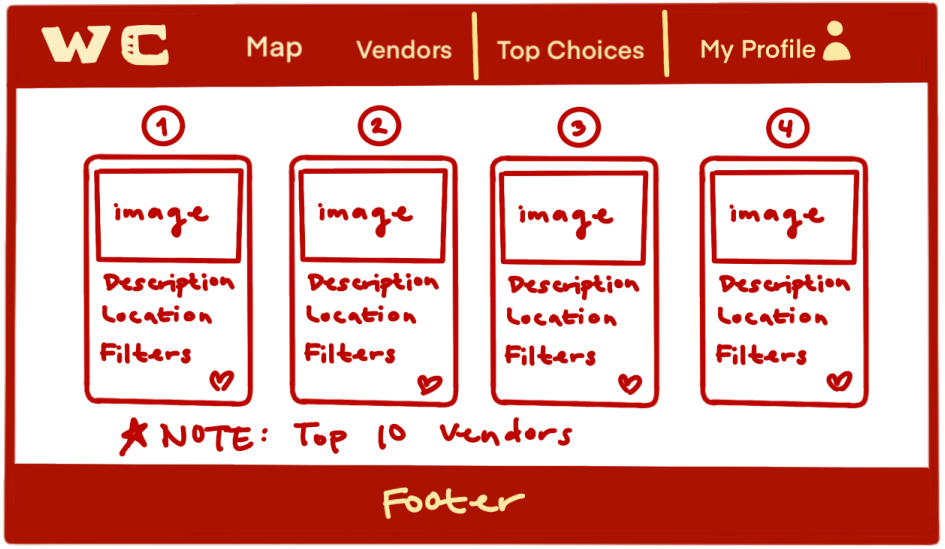 WC Map Vendors Top Choices My Profile
1 2 3 4
image image image image
Description Description Description Description
Location Location Location Location
Filters Filters Filters Filters
NOTE: Top 10 Vendors
Footer